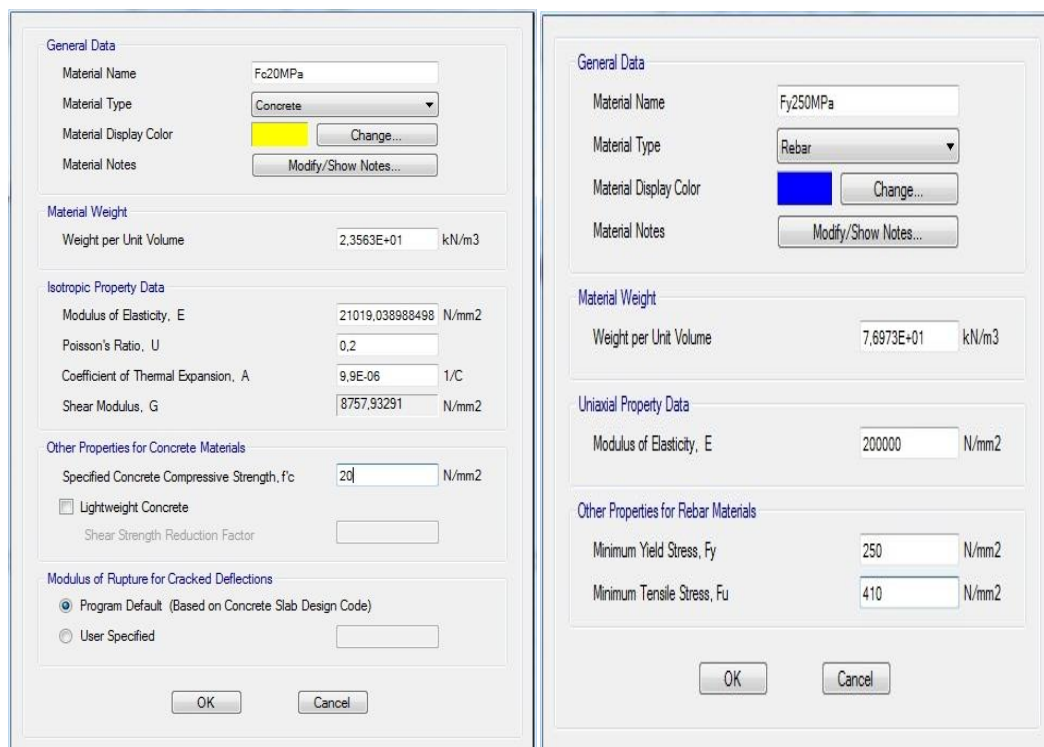 General Data
Material Name Fc20MPa
Material Type Concrete
Material Display Color Change...
Material Notes Modify/Show Notes...
Material Weight
Weight per Unit Volume 2,3563E+01 kN/m3
Isotropic Property Data
Modulus of Elasticity, E 21019,038988498 N/mm2
Poisson's Ratio, U 0,2
Coefficient of Thermal Expansion, A 9,9E-06 1/C
Shear Modulus, G 8757,93291 N/mm2
Other Properties for Concrete Materials
Specified Concrete Compressive Strength, f'c 20 N/mm2
Lightweight Concrete
Shear Strength Reduction Factor
Modulus of Rupture for Cracked Deflections
Program Default (Based on Concrete Slab Design Code)
User Specified
OK Cancel
General Data
Material Name Fy250MPa
Material Type Rebar
Material Display Color Change...
Material Notes Modify/Show Notes...
Material Weight
Weight per Unit Volume 7,6973E+01 kN/m3
Uniaxial Property Data
Modulus of Elasticity, E 200000 N/mm2
Other Properties for Rebar Materials
Minimum Yield Stress, Fy 250 N/mm2
Minimum Tensile Stress, Fu 410 N/mm2
OK Cancel